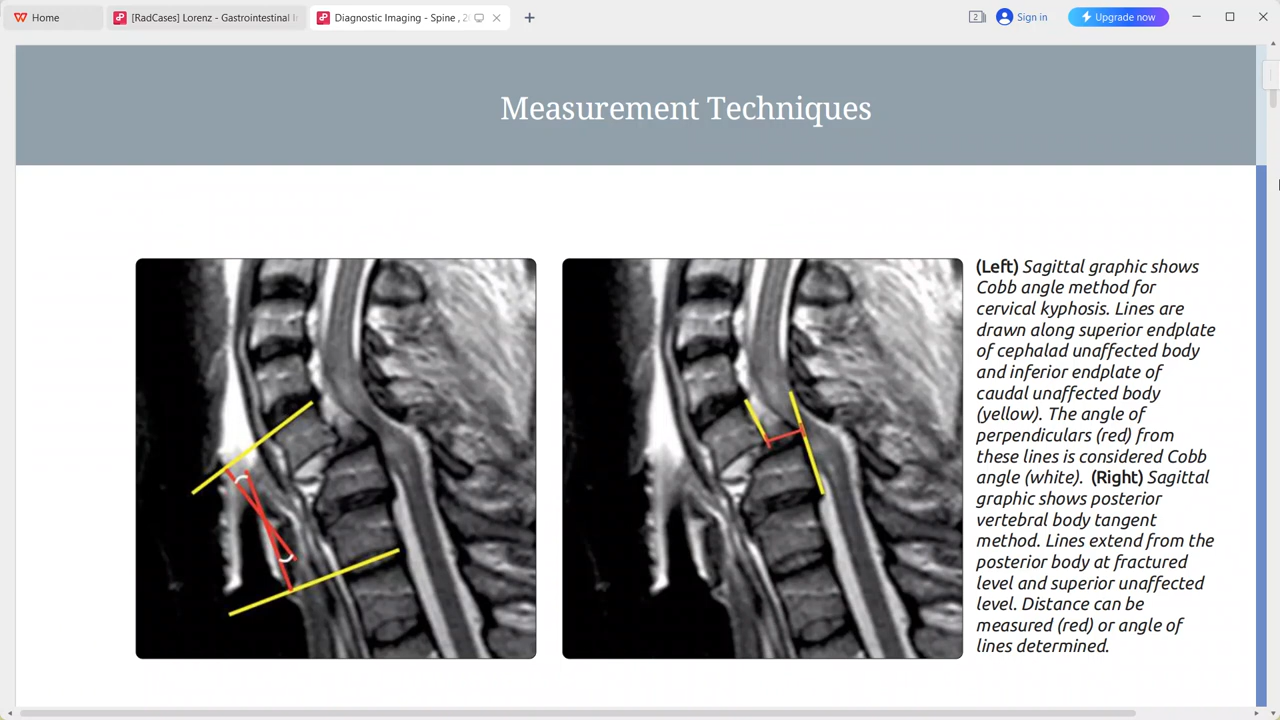 Home
[RadCases] Lorenz - Gastrointestinal
Diagnostic Imaging - Spine ,
2
Sign in
Upgrade now
Measurement Techniques
(Left) Sagittal graphic shows
Cobb angle method for
cervical kyphosis. Lines are
drawn along superior endplate
of cephalad unaffected body
and inferior endplate of
caudal unaffected body
(yellow). The angle of
perpendiculars (red) from
these lines is considered Cobb
angle (white). (Right) Sagittal
graphic shows posterior
vertebral body tangent
method. Lines extend from the
posterior body at fractured
level and superior unaffected
level. Distance can be
measured (red) or angle of
lines determined.